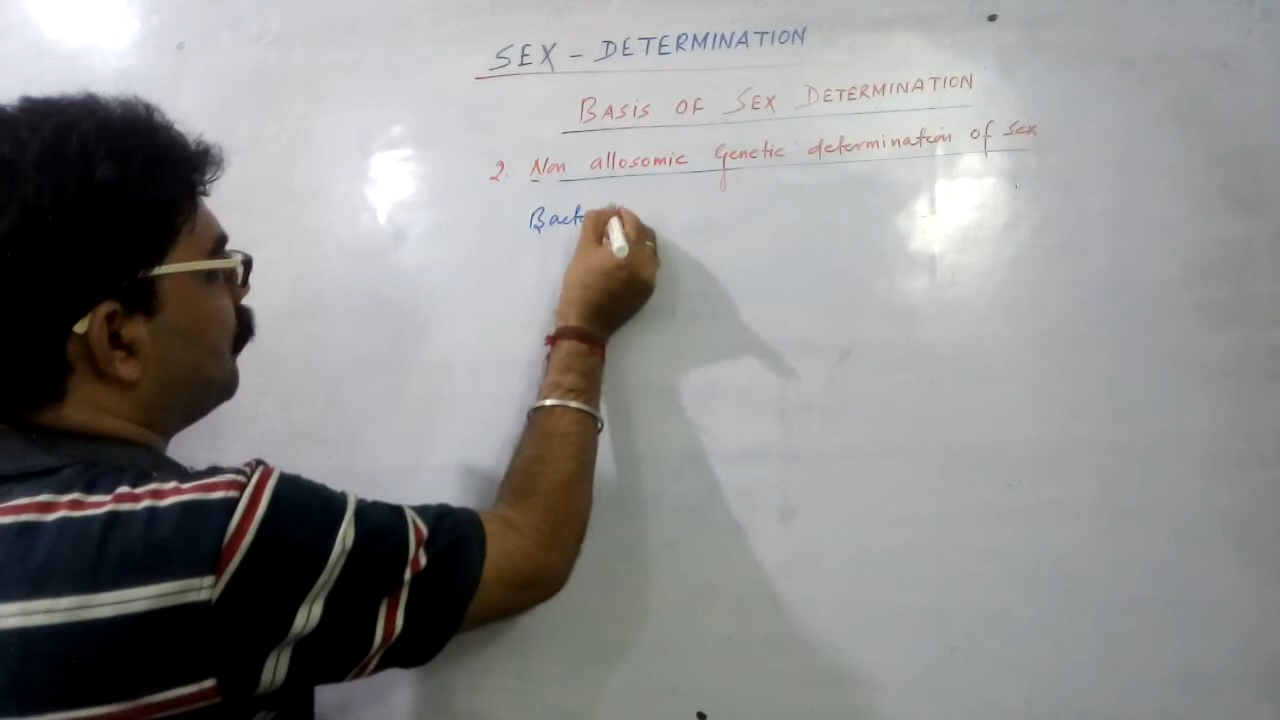 SEX - DETERMINATION
BASIS OF SEX DETERMINATION
2. Non allosomic Genetic determination of sex
Bact